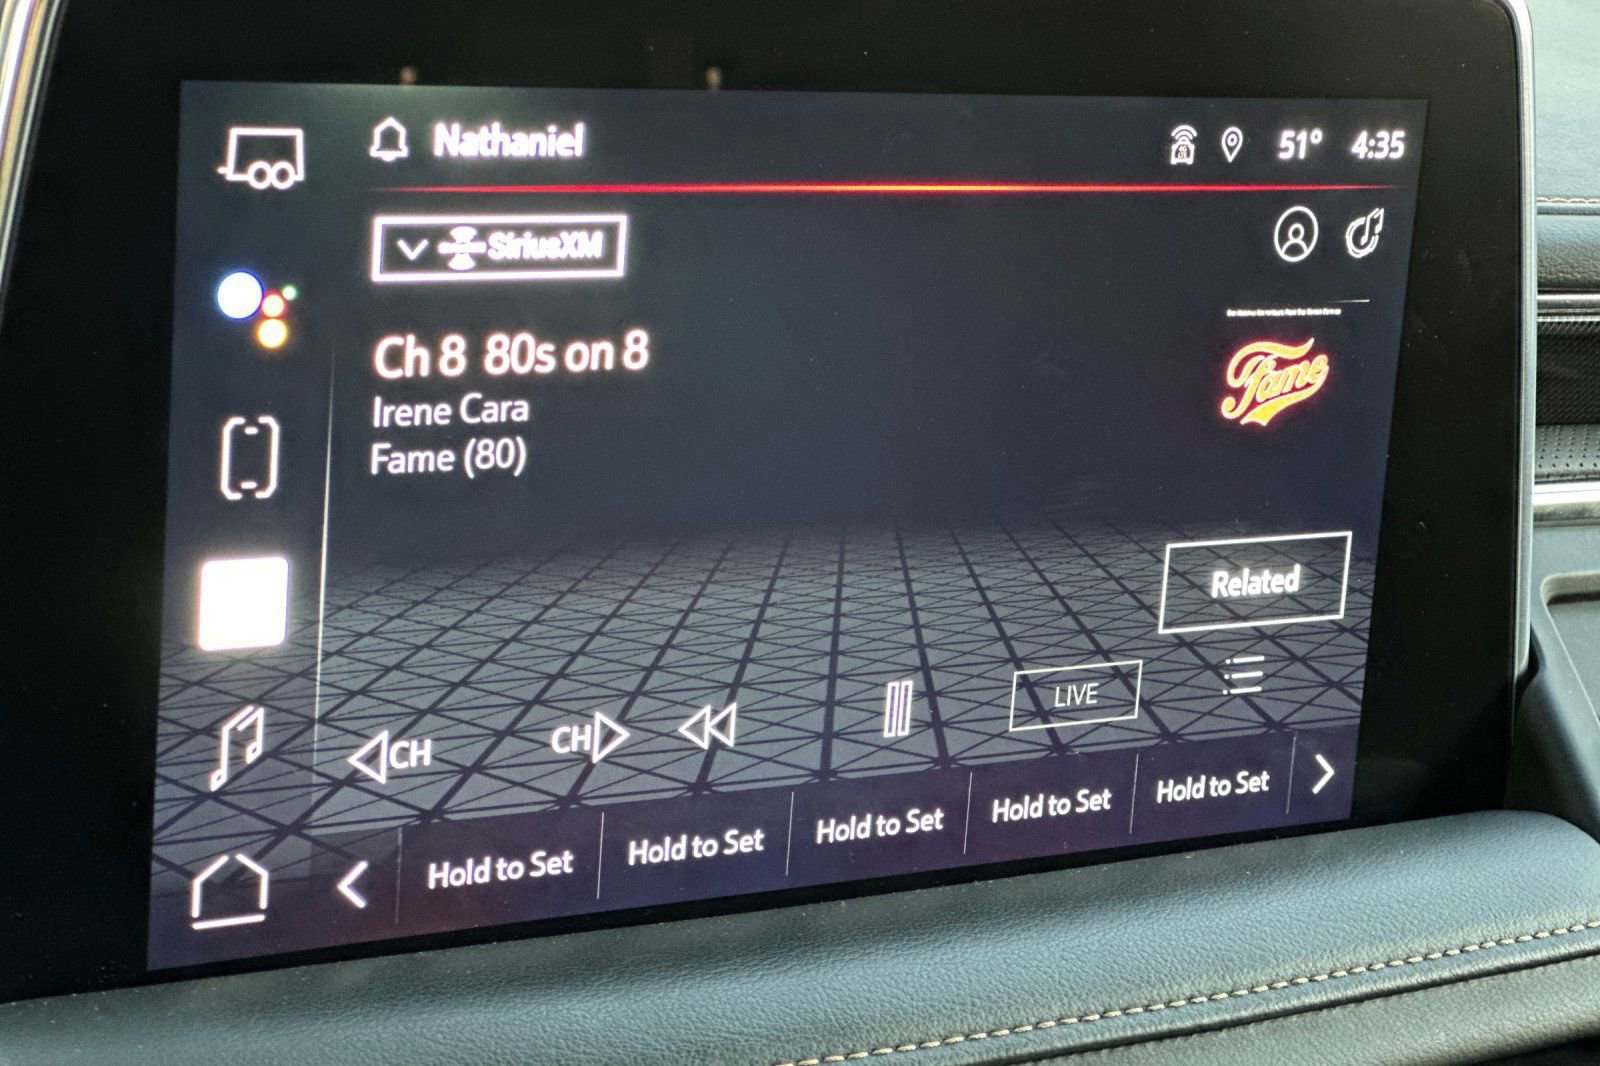 Nathaniel
51° 4:35
SiriusXM
Ch 8 80s on 8
Irene Cara
Fame (80)
Fame
Related
CH
CH
LIVE
Hold to Set
Hold to Set
Hold to Set
Hold to Set
Hold to Set